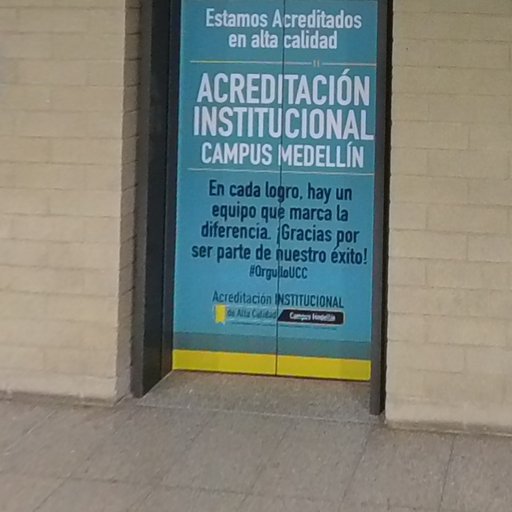 Estamos Acreditados
en alta calidad
ACREDITACIÓN
INSTITUCIONAL
CAMPUS MEDELLÍN
En cada logro, hay un
equipo que marca la
diferencia. ¡Gracias por
ser parte de nuestro éxito!
#OrgulloUCC
Acreditación INSTITUCIONAL
de Alta Calidad Campus Medellín